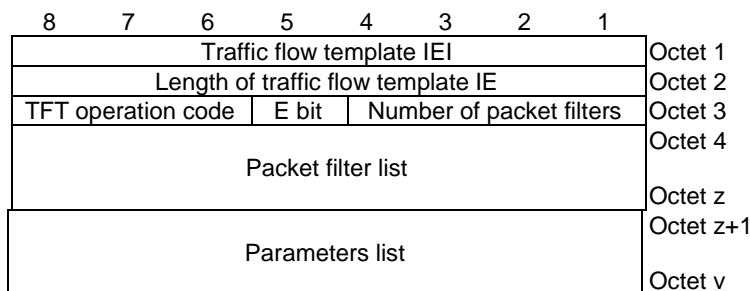 8 7 6 5 4 3 2 1
Traffic flow template IEI Octet 1
Length of traffic flow template IE Octet 2
TFT operation code E bit Number of packet filters Octet 3
Octet 4
Packet filter list
Octet z
Octet z+1
Parameters list
Octet v